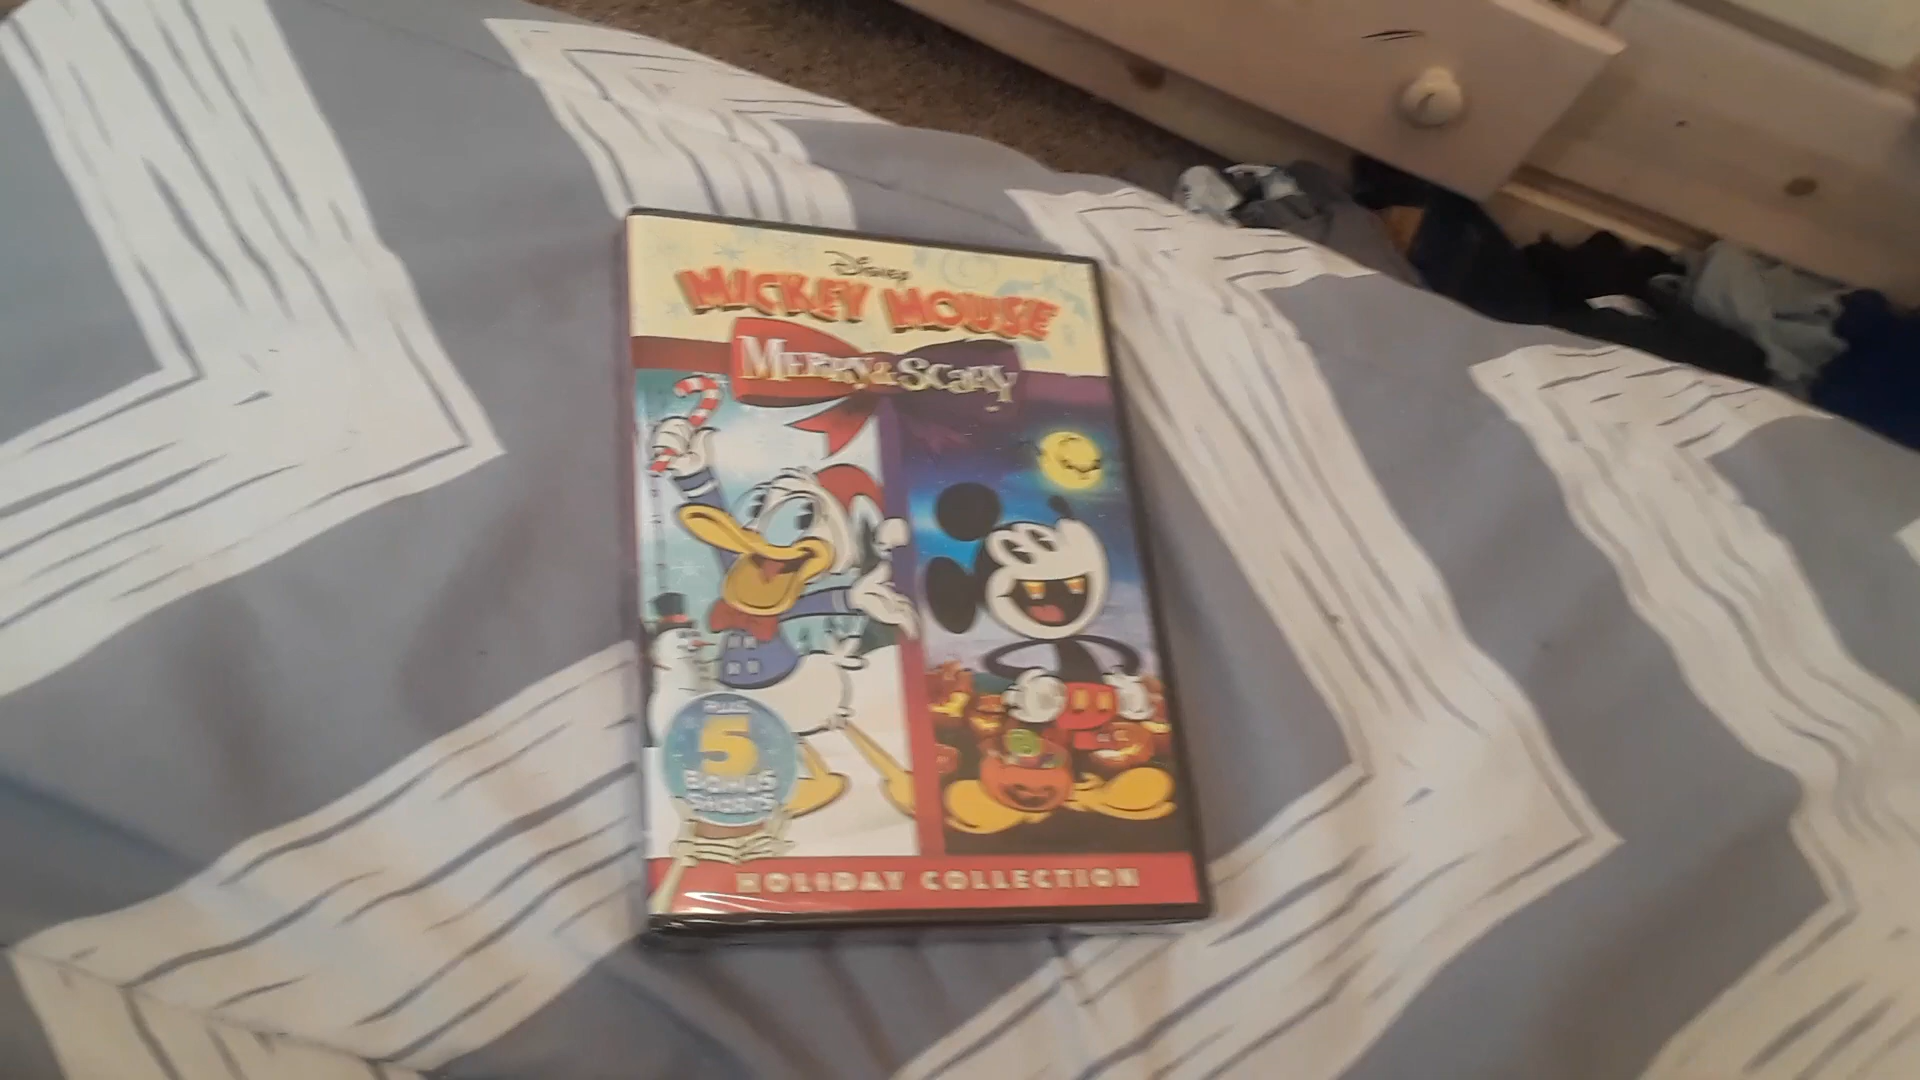 Disney
MICKEY MOUSE
MERRY & SCARY
PLUS
5
BONUS
SHORTS
HOLIDAY COLLECTION